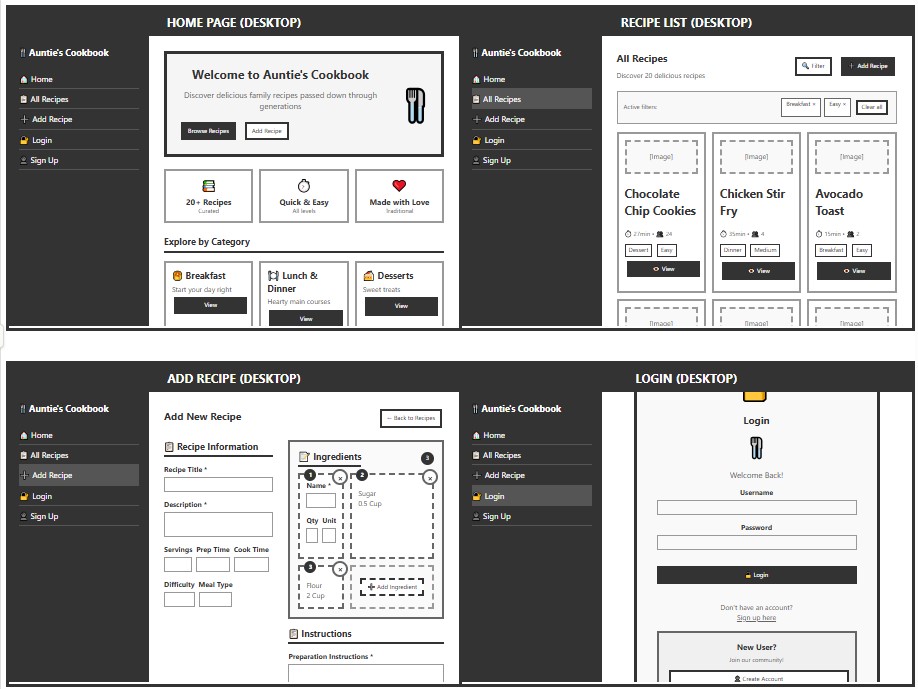 HOME PAGE (DESKTOP)
Auntie's Cookbook
Home
All Recipes
Add Recipe
Login
Sign Up
Welcome to Auntie's Cookbook
Discover delicious family recipes passed down through
generations
Browse Recipes
Add Recipe
20+ Recipes
Curated
Quick & Easy
All levels
Made with Love
Traditional
Explore by Category
Breakfast
Start your day right
View
Lunch &
Dinner
Hearty main courses
View
Desserts
Sweet treats
View
RECIPE LIST (DESKTOP)
Auntie's Cookbook
Home
All Recipes
Add Recipe
Login
Sign Up
All Recipes
Discover 20 delicious recipes
Filter
+ Add Recipe
Active filters:
Breakfast ×
Easy ×
Clear all
[Image]
Chocolate
Chip Cookies
27min • 24
Dessert
Easy
View
[Image]
Chicken Stir
Fry
35min • 4
Dinner
Medium
View
[Image]
Avocado
Toast
15min • 2
Breakfast
Easy
View
[Image]
[Image]
[Image]
ADD RECIPE (DESKTOP)
Auntie's Cookbook
Home
All Recipes
Add Recipe
Login
Sign Up
Add New Recipe
← Back to Recipes
Recipe Information
Recipe Title *
Description *
Servings
Prep Time
Cook Time
Difficulty
Meal Type
Ingredients
3
1
×
Name *
Qty
Unit
2
×
Sugar
0.5 Cup
3
×
Flour
2 Cup
Add Ingredient
Instructions
Preparation Instructions *
LOGIN (DESKTOP)
Auntie's Cookbook
Home
All Recipes
Add Recipe
Login
Sign Up
Login
Welcome Back!
Username
Password
Login
Don't have an account?
Sign up here
New User?
Join our community!
Create Account